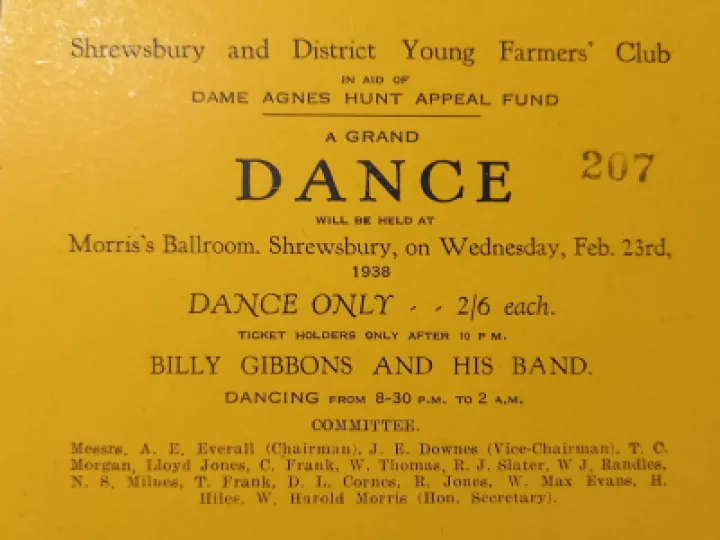 Shrewsbury and District Young Farmers' Club
IN AID OF
DAME AGNES HUNT APPEAL FUND
A GRAND
DANCE
207
WILL BE HELD AT
Morris's Ballroom. Shrewsbury, on Wednesday, Feb. 23rd,
1938
DANCE ONLY - - 2/6 each.
TICKET HOLDERS ONLY AFTER 10 P M.
BILLY GIBBONS AND HIS BAND.
DANCING FROM 8-30 P.M. TO 2 A.M.
COMMITTEE.
Messrs, A. E. Everall (Chairman), J. E. Downes (Vice-Chairman), T. C.
Morgan, Lloyd Jones, C. Frank, W. Thomas, R. J. Slater, W J, Randles,
N. S, Milnes, T. Frank, D. L. Cornes, R. Jones, W. Max Evans, H.
Hiles, W. Harold Morris (Hon. Secretary).